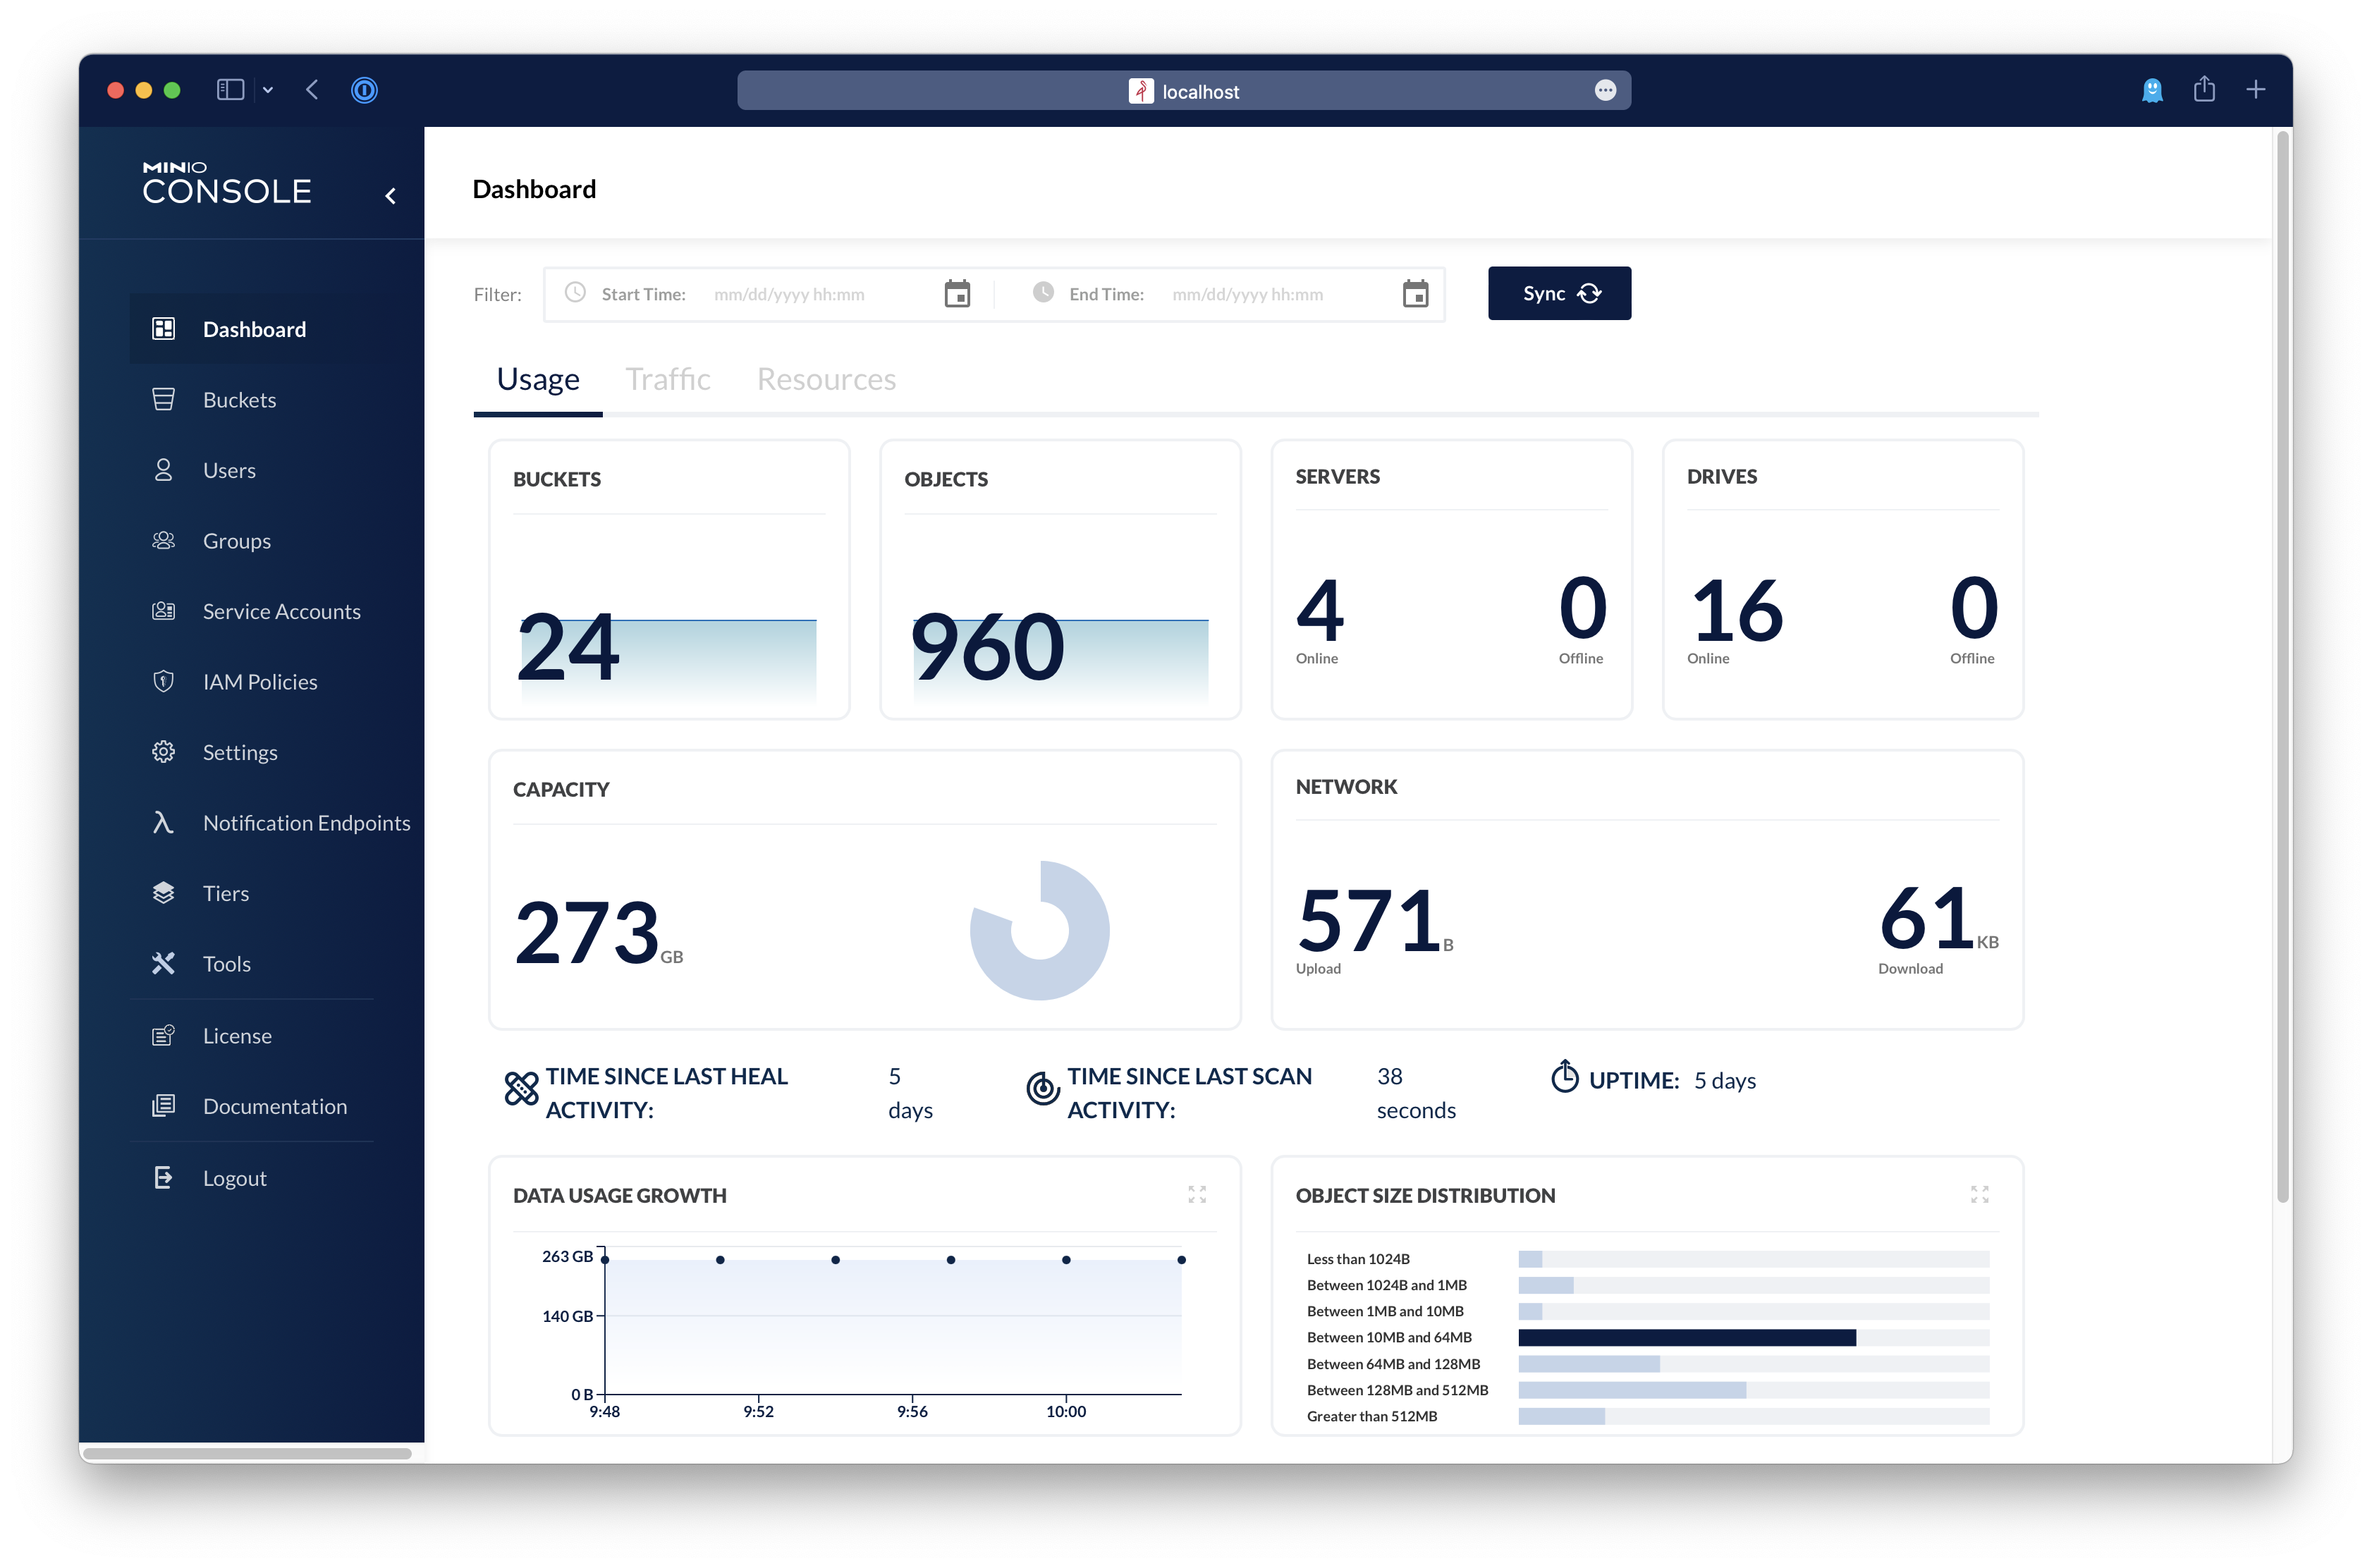 localhost
MINIO
CONSOLE
Dashboard
Buckets
Users
Groups
Service Accounts
IAM Policies
Settings
Notification Endpoints
Tiers
Tools
License
Documentation
Logout
Dashboard
Filter: Start Time: mm/dd/yyyy hh:mm End Time: mm/dd/yyyy hh:mm Sync
Usage Traffic Resources
BUCKETS
24
OBJECTS
960
SERVERS
4 0
Online Offline
DRIVES
16 0
Online Offline
CAPACITY
273 GB
NETWORK
571 B 61 KB
Upload Download
TIME SINCE LAST HEAL 5
ACTIVITY: days
TIME SINCE LAST SCAN 38
ACTIVITY: seconds
UPTIME: 5 days
DATA USAGE GROWTH
263 GB
140 GB
0 B
9:48 9:52 9:56 10:00
OBJECT SIZE DISTRIBUTION
Less than 1024B
Between 1024B and 1MB
Between 1MB and 10MB
Between 10MB and 64MB
Between 64MB and 128MB
Between 128MB and 512MB
Greater than 512MB